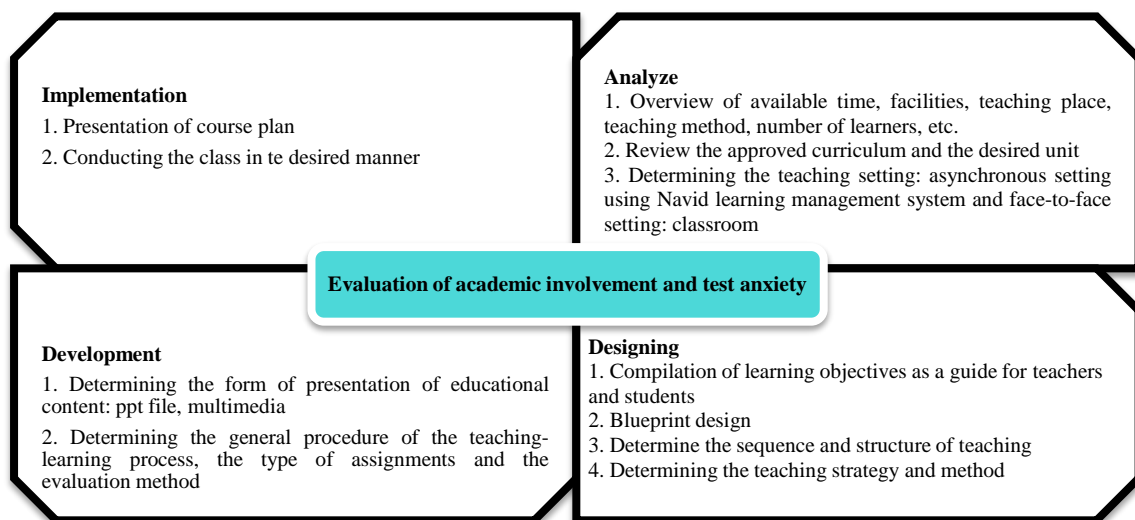 Implementation
1. Presentation of course plan
2. Conducting the class in te desired manner
Analyze
1. Overview of available time, facilities, teaching place,
teaching method, number of learners, etc.
2. Review the approved curriculum and the desired unit
3. Determining the teaching setting: asynchronous setting
using Navid learning management system and face-to-face
setting: classroom
Evaluation of academic involvement and test anxiety
Development
1. Determining the form of presentation of educational
content: ppt file, multimedia
2. Determining the general procedure of the teaching-
learning process, the type of assignments and the
evaluation method
Designing
1. Compilation of learning objectives as a guide for teachers
and students
2. Blueprint design
3. Determine the sequence and structure of teaching
4. Determining the teaching strategy and method